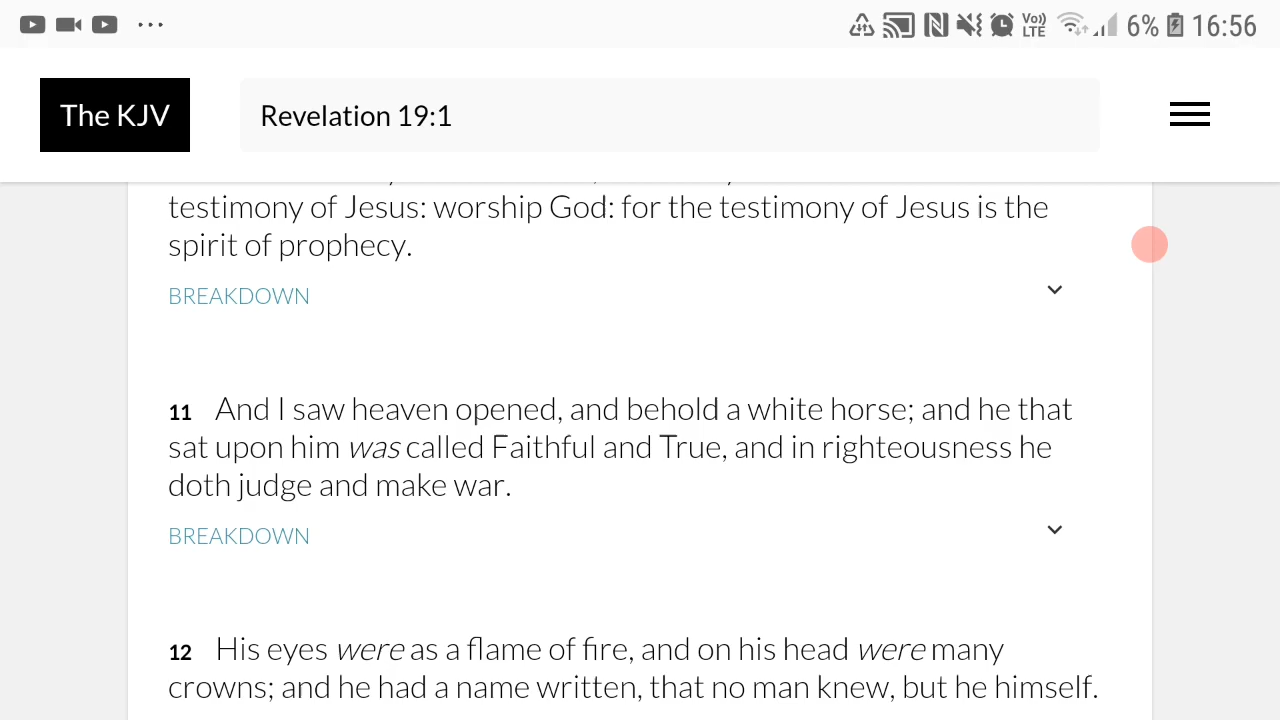 Vo)) LTE 6% 16:56
The KJV Revelation 19:1
testimony of Jesus: worship God: for the testimony of Jesus is the
spirit of prophecy.
BREAKDOWN
11 And I saw heaven opened, and behold a white horse; and he that
sat upon him was called Faithful and True, and in righteousness he
doth judge and make war.
BREAKDOWN
12 His eyes were as a flame of fire, and on his head were many
crowns; and he had a name written, that no man knew, but he himself.